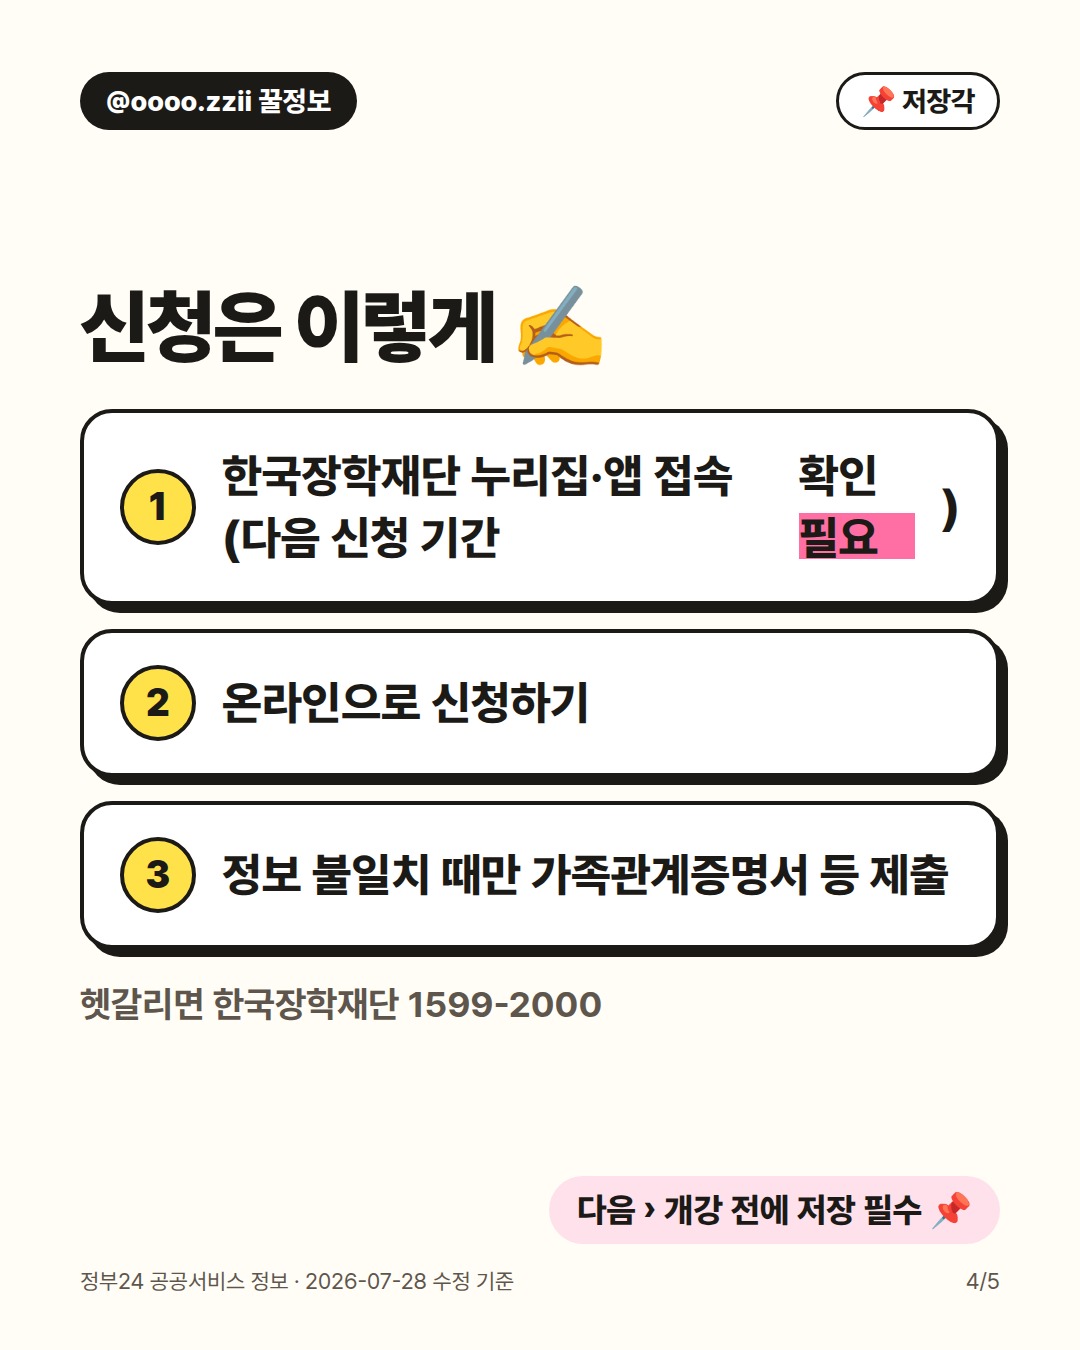 @oooo.zzii 꿀정보
📌 저장각
신청은 이렇게 ✍️
1
한국장학재단 누리집·앱 접속
(다음 신청 기간
확인
필요
)
2
온라인으로 신청하기
3
정보 불일치 때만 가족관계증명서 등 제출
헷갈리면 한국장학재단 1599-2000
다음 › 개강 전에 저장 필수 📌
정부24 공공서비스 정보 · 2026-07-28 수정 기준
4/5